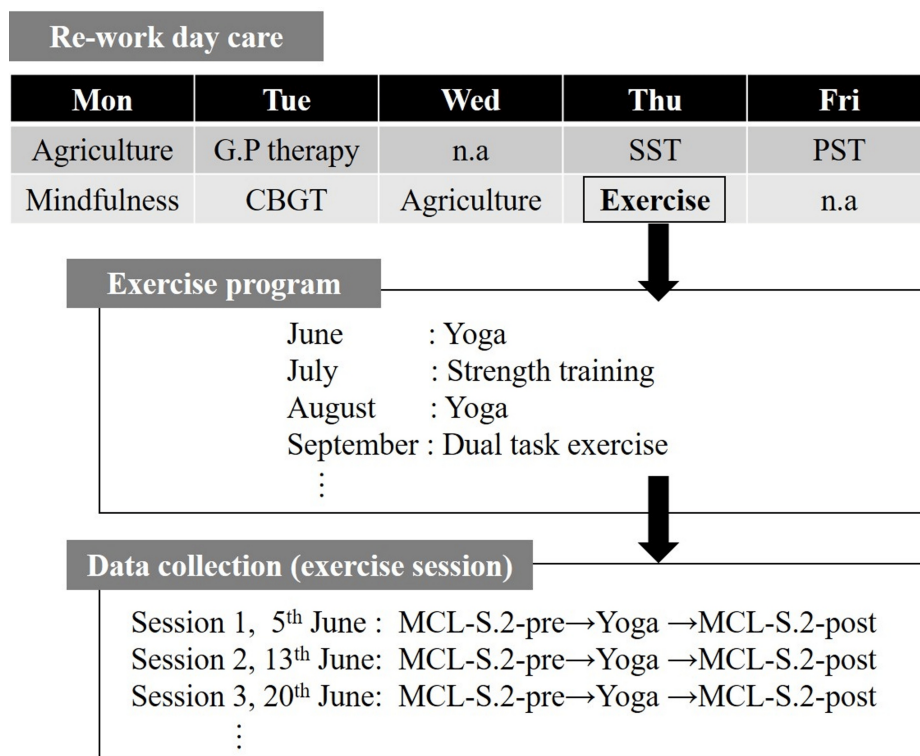 Re-work day care
Mon Tue Wed Thu Fri
Agriculture G.P therapy n.a SST PST
Mindfulness CBGT Agriculture Exercise n.a
Exercise program
June : Yoga
July : Strength training
August : Yoga
September : Dual task exercise
⋮
Data collection (exercise session)
Session 1, 5th June : MCL-S.2-pre→Yoga →MCL-S.2-post
Session 2, 13th June: MCL-S.2-pre→Yoga →MCL-S.2-post
Session 3, 20th June: MCL-S.2-pre→Yoga →MCL-S.2-post
⋮